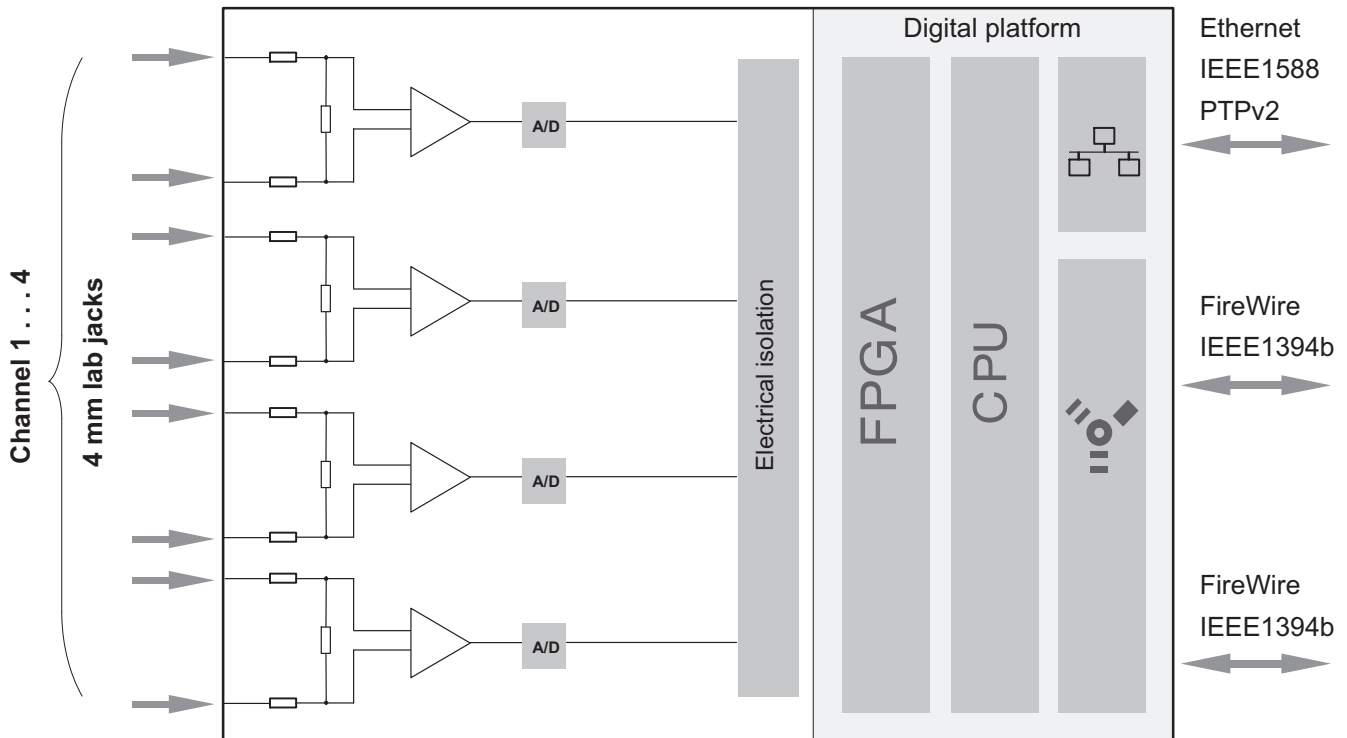 Channel 1 . . . 4
4 mm lab jacks
A/D
A/D
A/D
A/D
Electrical isolation
Digital platform
FPGA
CPU
Ethernet
IEEE1588
PTPv2
FireWire
IEEE1394b
FireWire
IEEE1394b